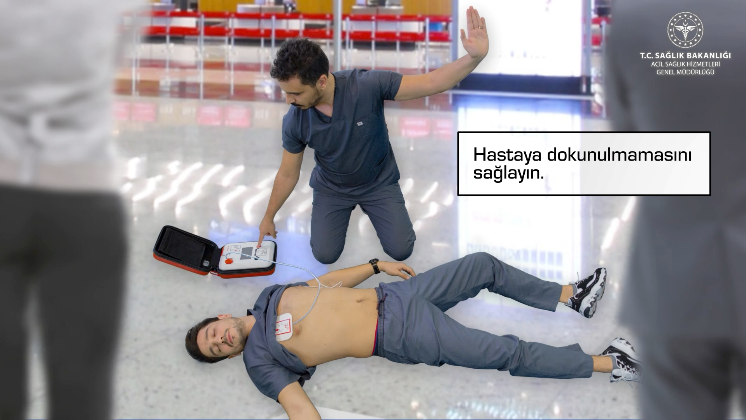 T.C. SAĞLIK BAKANLIĞI
ACİL SAĞLIK HİZMETLERİ
GENEL MÜDÜRLÜĞÜ
Hastaya dokunulmamasını
sağlayın.